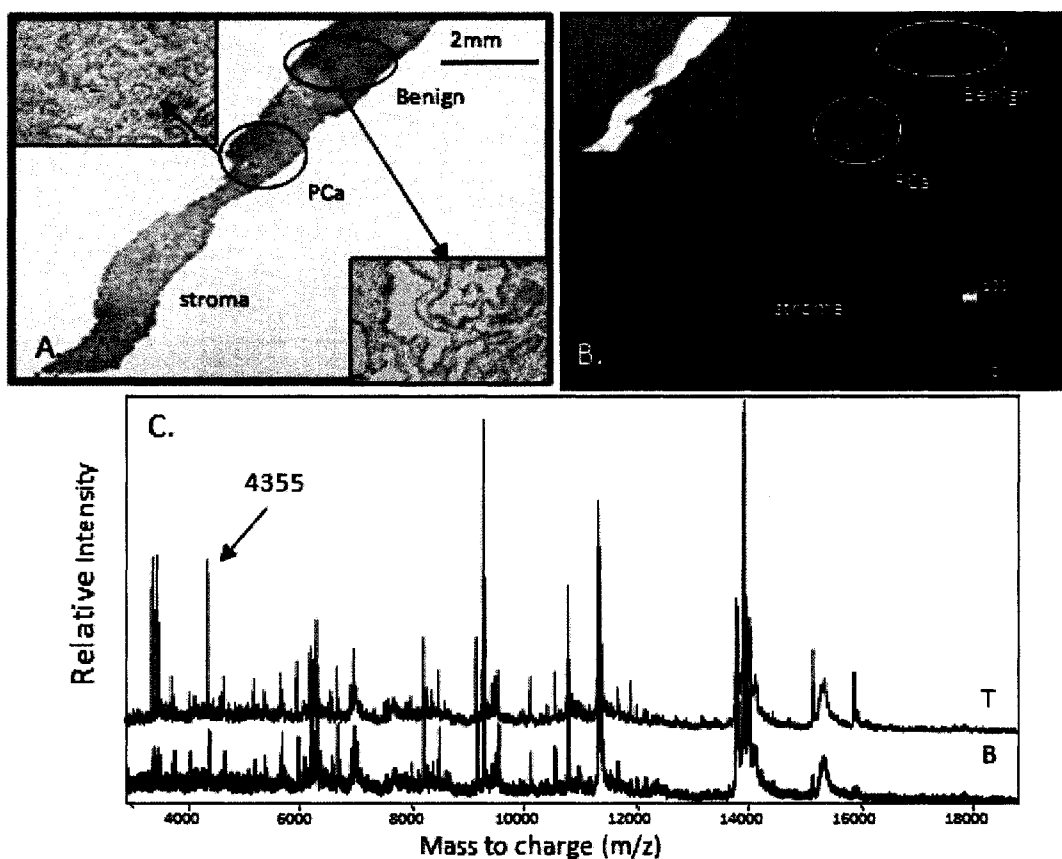 2mm
Benign
PCa
stroma
A.
Benign
PCa
stroma
B.
C.
4355
Relative Intensity
T
B
4000 6000 8000 10000 12000 14000 16000 18000
Mass to charge (m/z)